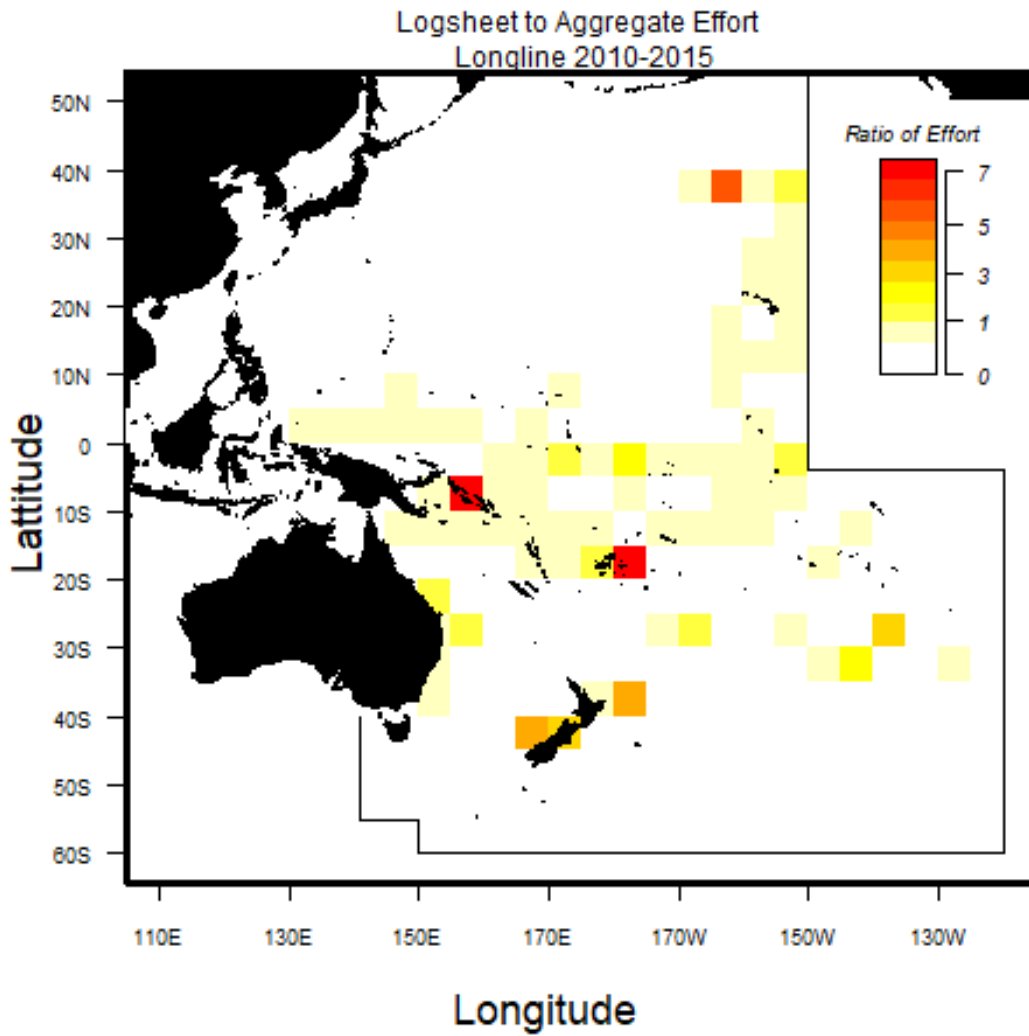 Logsheet to Aggregate Effort
Longline 2010-2015
50N
40N
30N
20N
10N
0
10S
20S
30S
40S
50S
60S
Lattitude
Ratio of Effort
7
5
3
1
0
110E
130E
150E
170E
170W
150W
130W
Longitude